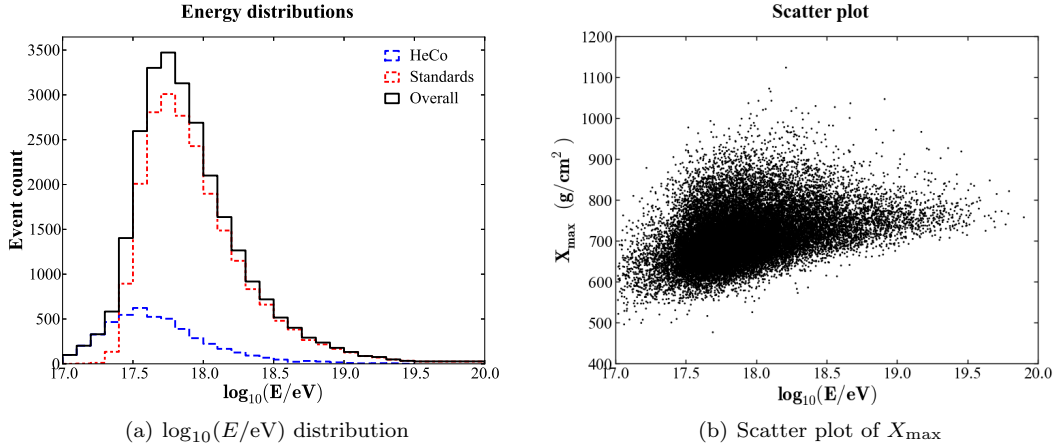 Energy distributions
3500
3000
2500
2000
1500
1000
500
0
Event count
HeCo
Standards
Overall
17.0 17.5 18.0 18.5 19.0 19.5 20.0
log₁₀(E/eV)
(a) log₁₀(E/eV) distribution
Scatter plot
1200
1100
1000
900
800
700
600
500
400
X_max (g/cm²)
17.0 17.5 18.0 18.5 19.0 19.5 20.0
log₁₀(E/eV)
(b) Scatter plot of X_max